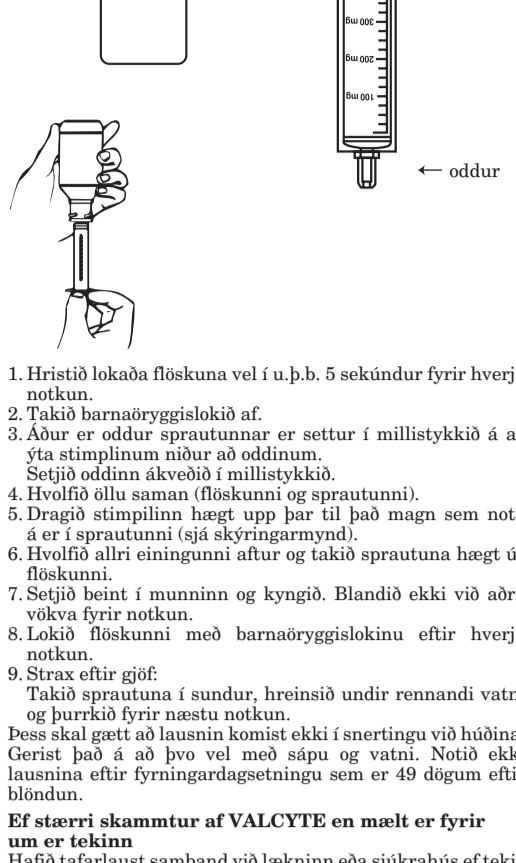 300 mg
200 mg
100 mg
← oddur
1. Hristið lokaða flöskuna vel í u.þ.b. 5 sekúndur fyrir hverj
notkun.
2. Takið barnaöryggislokið af.
3. Áður er oddur sprautunnar er settur í millistykkið á a
ýta stimplinum niður að oddinum.
Setjið oddinn ákveðið í millistykkið.
4. Hvolfið öllu saman (flöskunni og sprautunni).
5. Dragið stimpilinn hægt upp þar til það magn sem not
á er í sprautunni (sjá skýringarmynd).
6. Hvolfið allri einingunni aftur og takið sprautuna hægt ú
flöskunni.
7. Setjið beint í munninn og kyngið. Blandið ekki við aðr
vökva fyrir notkun.
8. Lokið flöskunni með barnaöryggislokinu eftir hverj
notkun.
9. Strax eftir gjöf:
Takið sprautuna í sundur, hreinsið undir rennandi vatn
og þurrkið fyrir næstu notkun.
Þess skal gætt að lausnin komist ekki í snertingu við húðina
Gerist það á að þvo vel með sápu og vatni. Notið ekk
lausnina eftir fyrningardagsetningu sem er 49 dögum efti
blöndun.
Ef stærri skammtur af VALCYTE en mælt er fyrir
um er tekinn
Hafið tafarlaust samband við lækninn eða sjúkrahús ef teki